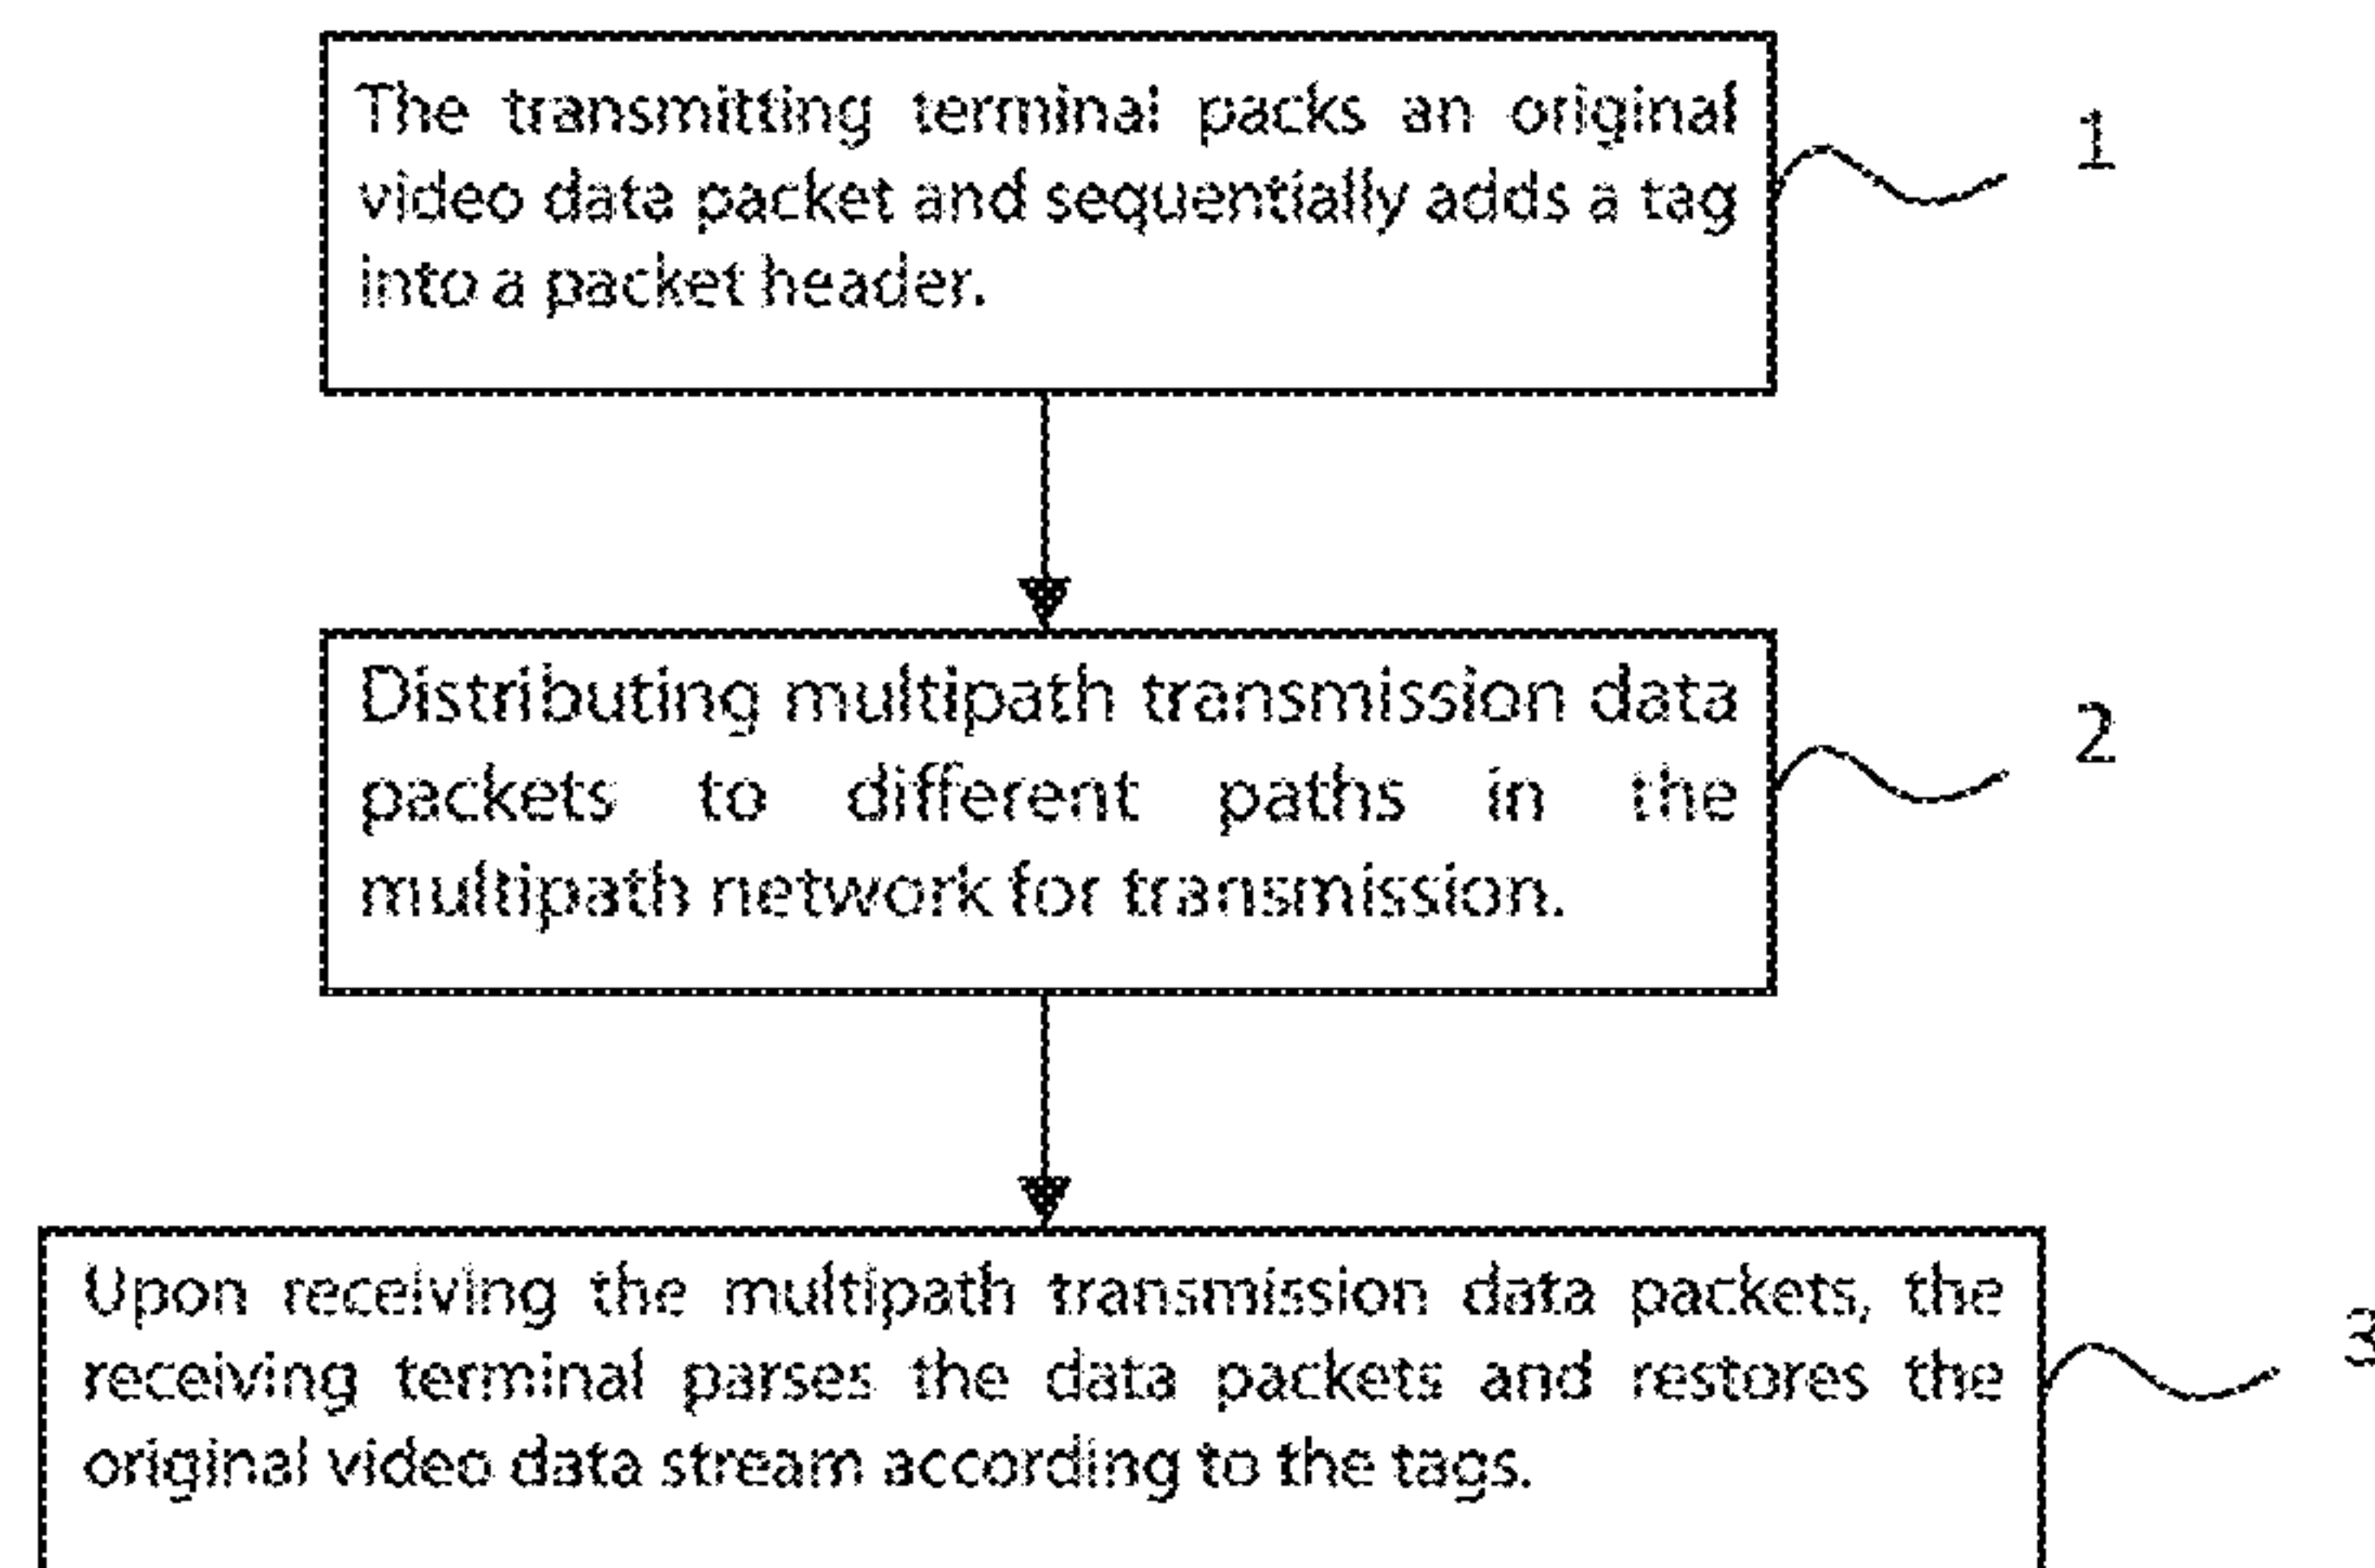 The transmitting terminal packs an original
video data packet and sequentially adds a tag
into a packet header.
1
Distributing multipath transmission data
packets to different paths in the
multipath network for transmission.
2
Upon receiving the multipath transmission data packets, the
receiving terminal parses the data packets and restores the
original video data stream according to the tags.
3